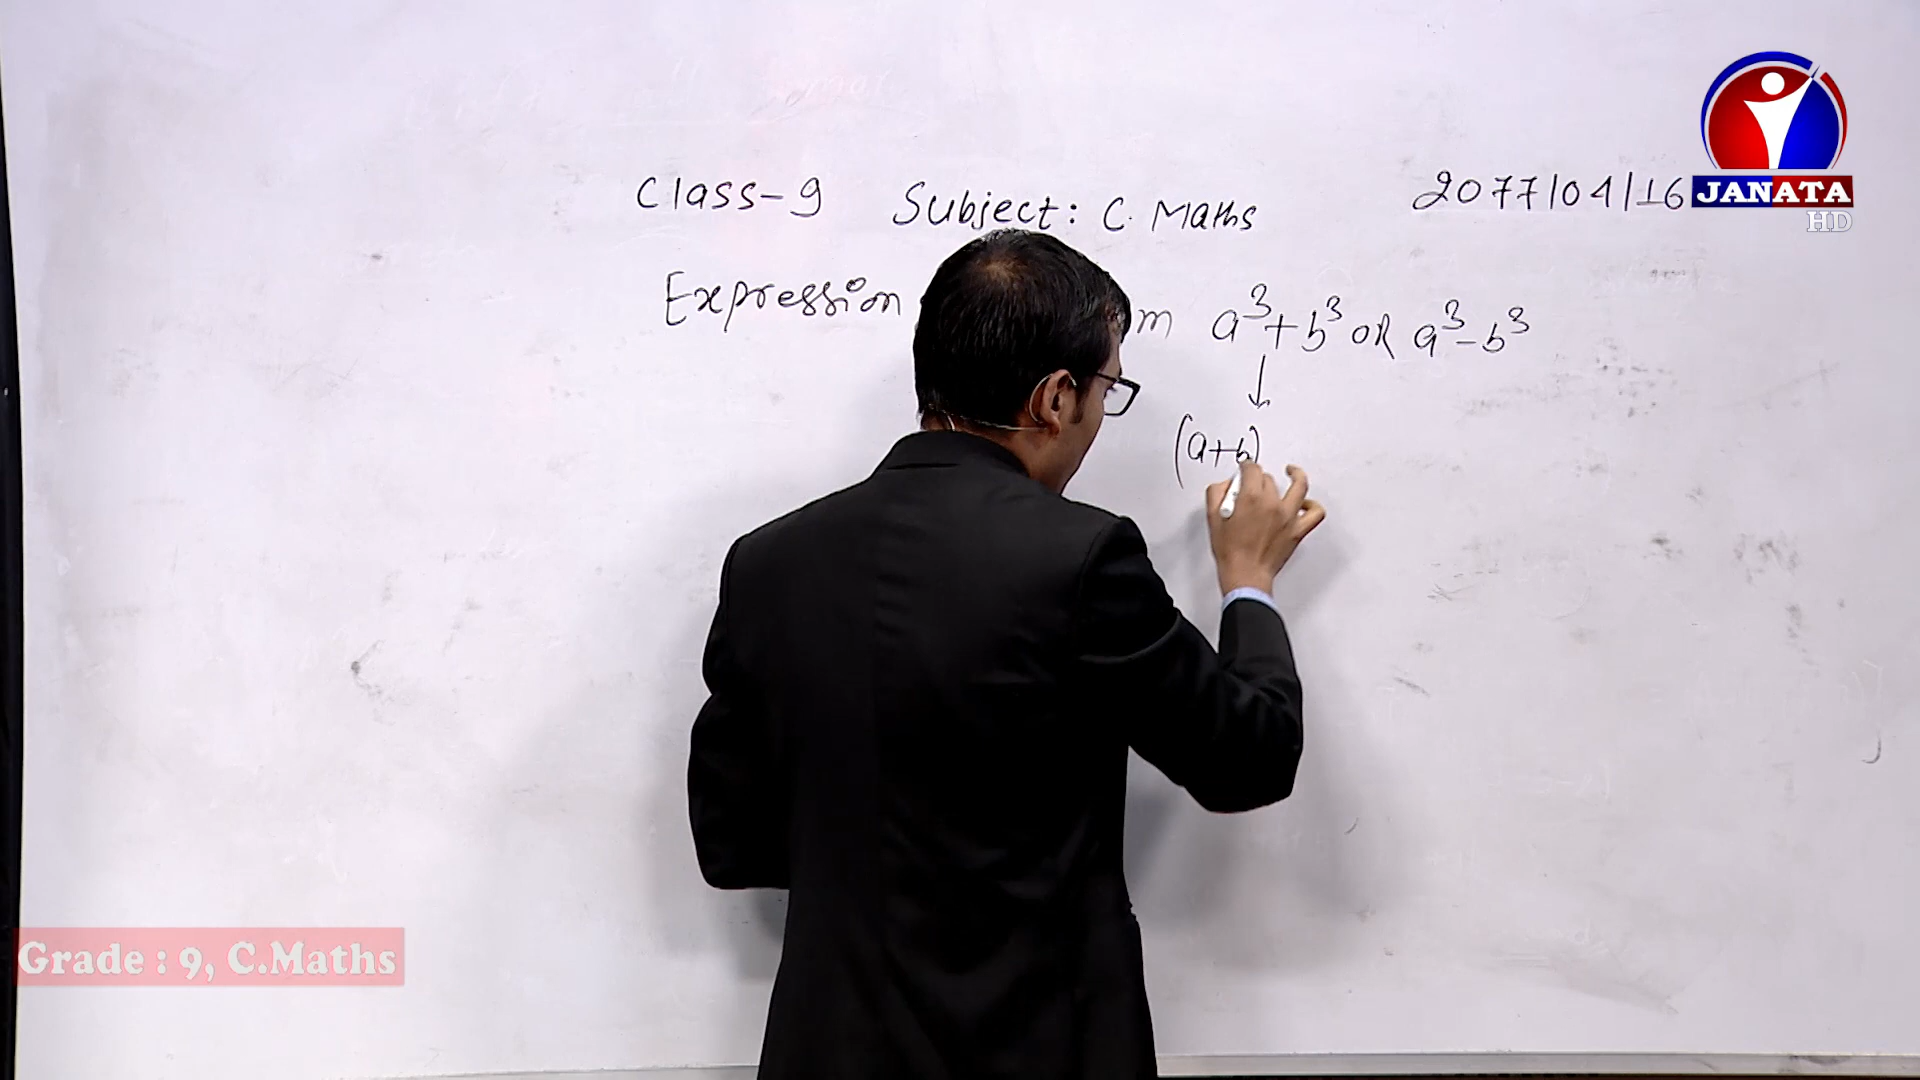 Class-9 Subject: C. Maths 2077/04/16
JANATA
HD
Expression m a³+b³ OR a³-b³
↓
(a+b)
Grade : 9, C.Maths